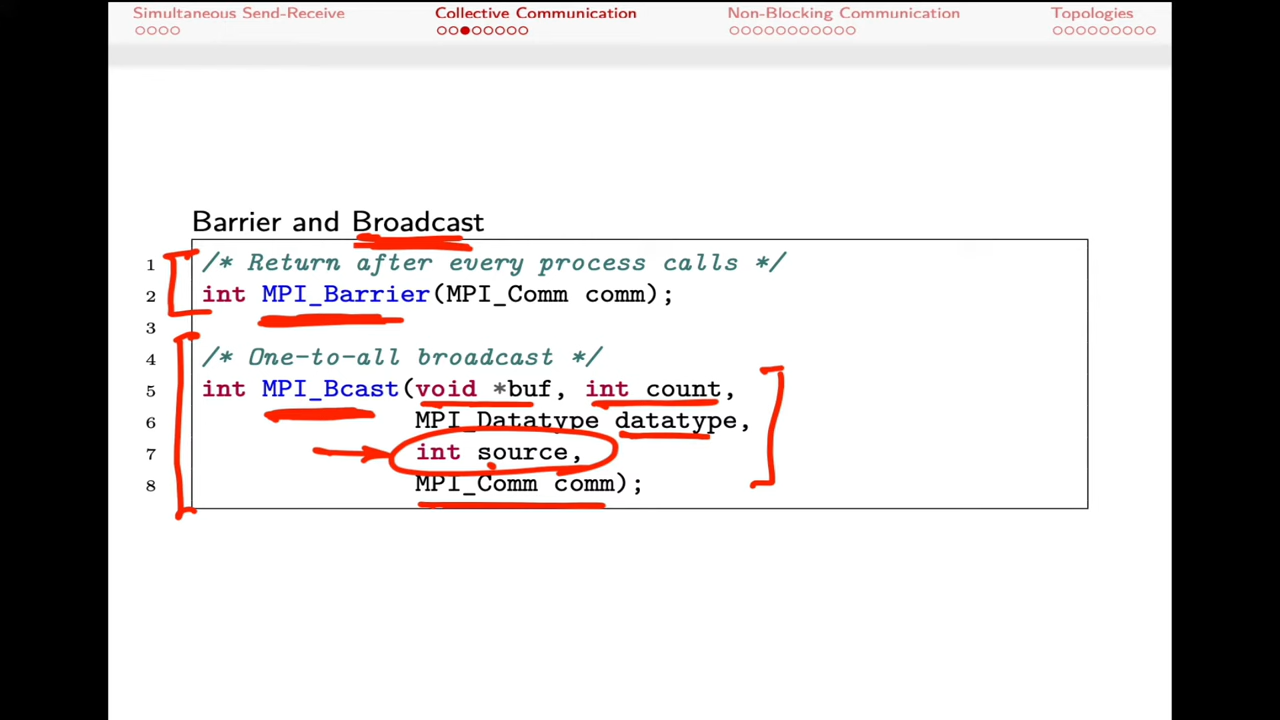 Simultaneous Send-Receive Collective Communication Non-Blocking Communication Topologies
Barrier and Broadcast
1 /* Return after every process calls */
2 int MPI_Barrier(MPI_Comm comm);
3
4 /* One-to-all broadcast */
5 int MPI_Bcast(void *buf, int count,
6 MPI_Datatype datatype,
7 int source,
8 MPI_Comm comm);